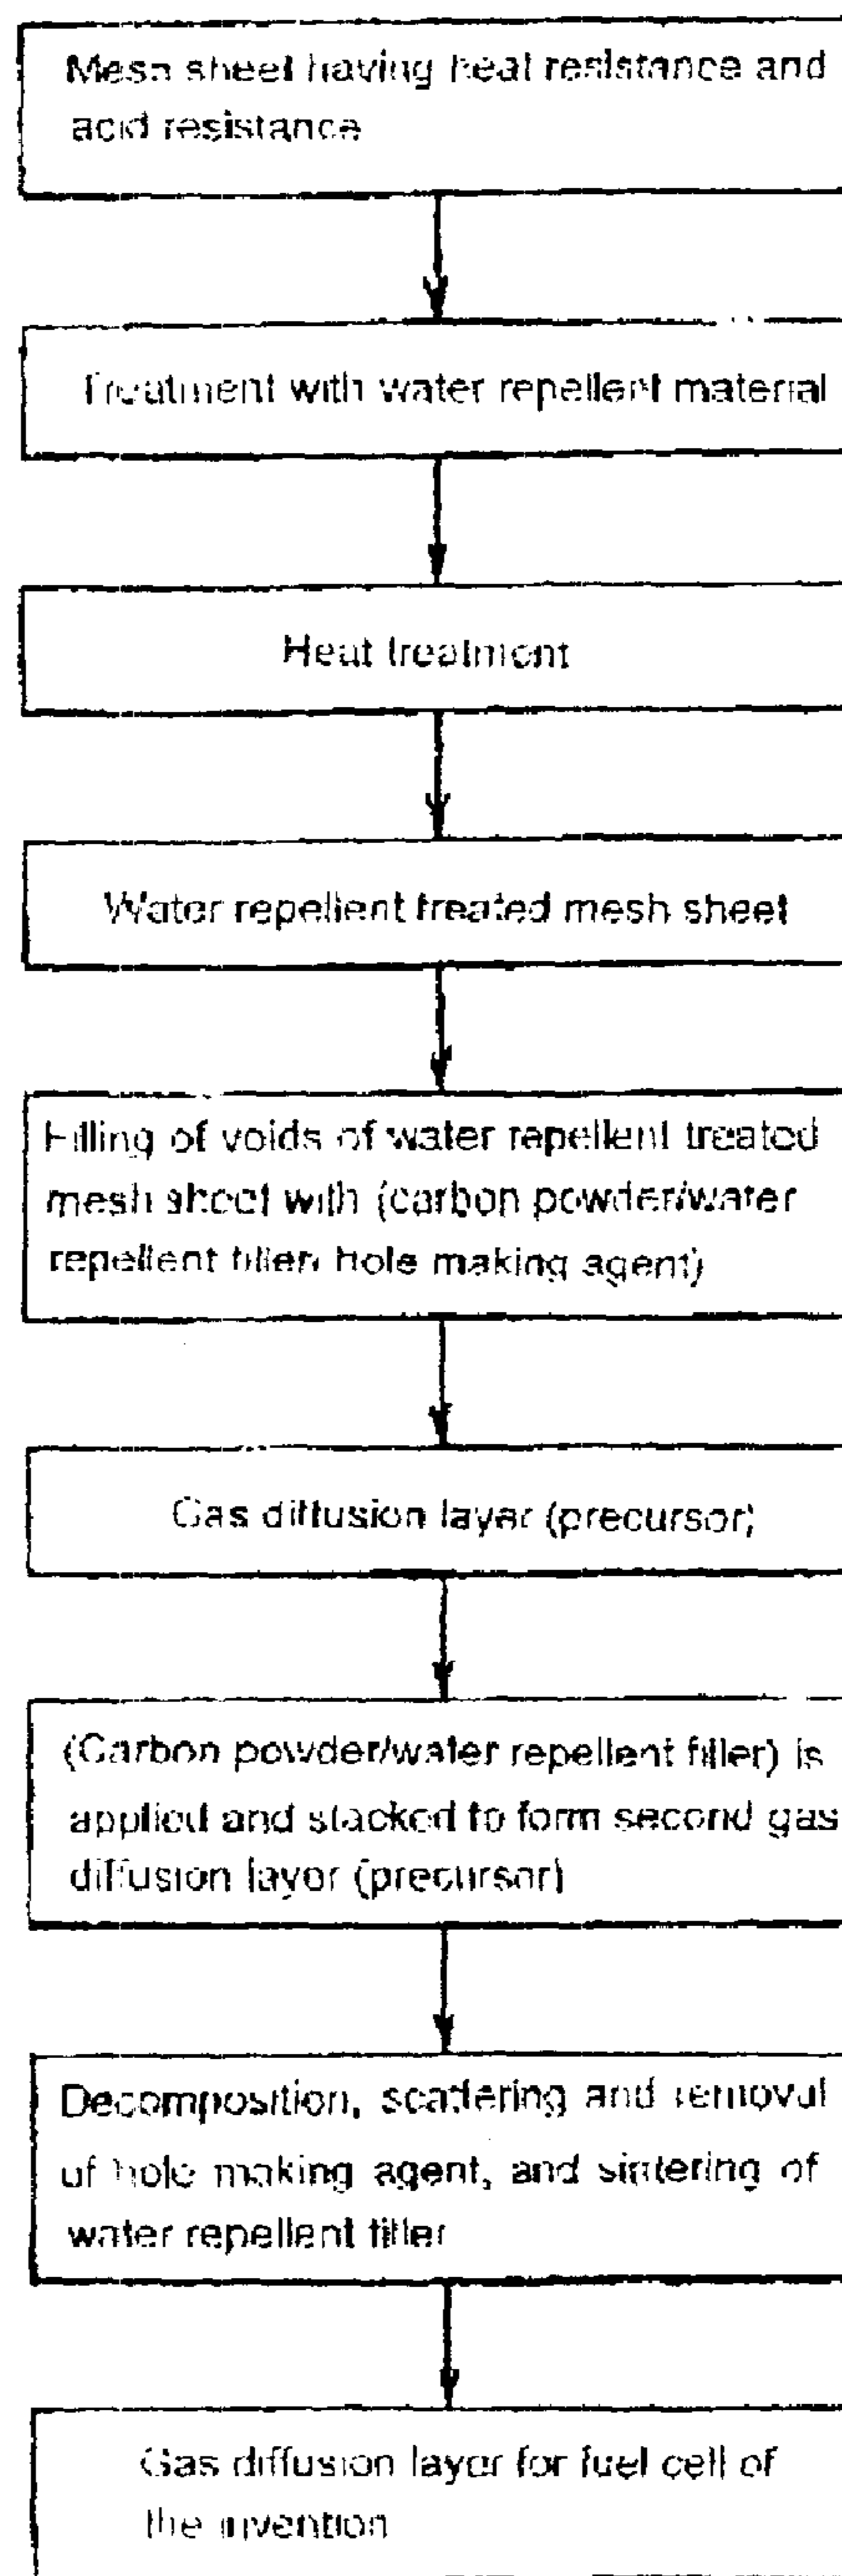 Mesh sheet having heat resistance and
acid resistance
Treatment with water repellent material
Heat treatment
Water repellent treated mesh sheet
Filling of voids of water repellent treated
mesh sheet with (carbon powder/water
repellent filler/ hole making agent)
Gas diffusion layer (precursor)
(Carbon powder/water repellent filler) is
applied and stacked to form second gas
diffusion layer (precursor)
Decomposition, scattering and removal
of hole making agent, and sintering of
water repellent filler
Gas diffusion layer for fuel cell of
the invention